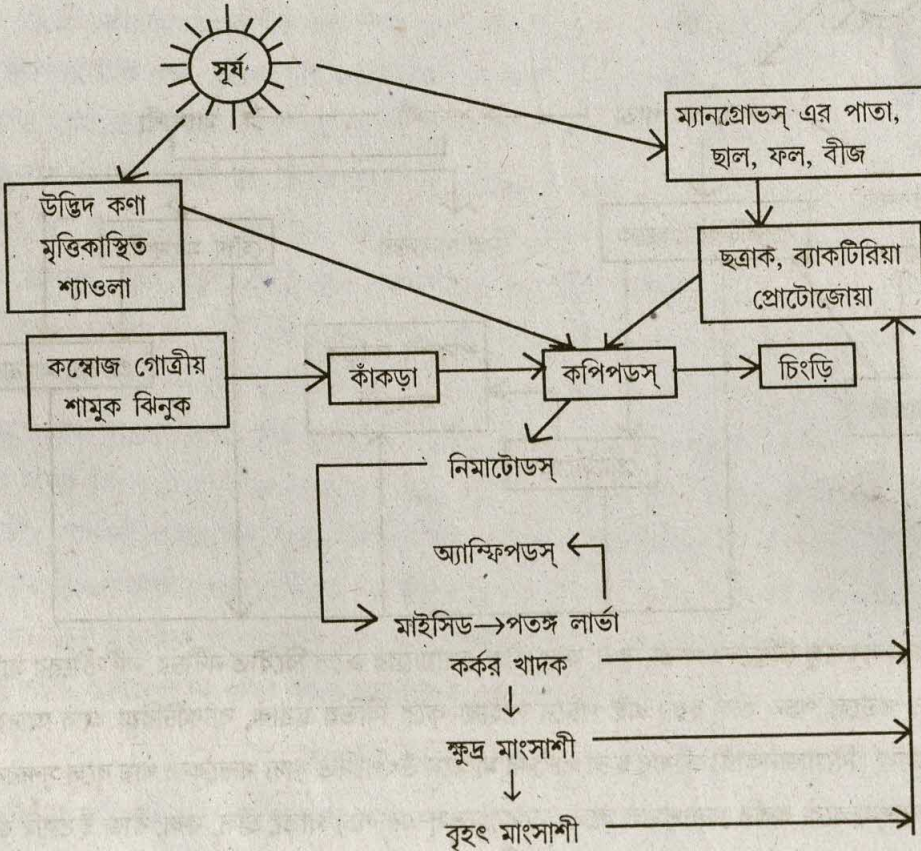 সূর্য
ম্যানগ্রোভস্ এর পাতা,
ছাল, ফল, বীজ
উদ্ভিদ কণা
মৃত্তিকাস্থিত
শ্যাওলা
ছত্রাক, ব্যাকটিরিয়া
প্রোটোজোয়া
কম্বোজ গোত্রীয়
শামুক ঝিনুক
কাঁকড়া
কপিপডস্
চিংড়ি
নিমাটোডস্
অ্যাম্ফিপডস্
মাইসিড→পতঙ্গ লার্ভা
কর্কর খাদক
ক্ষুদ্র মাংসাশী
বৃহৎ মাংসাশী